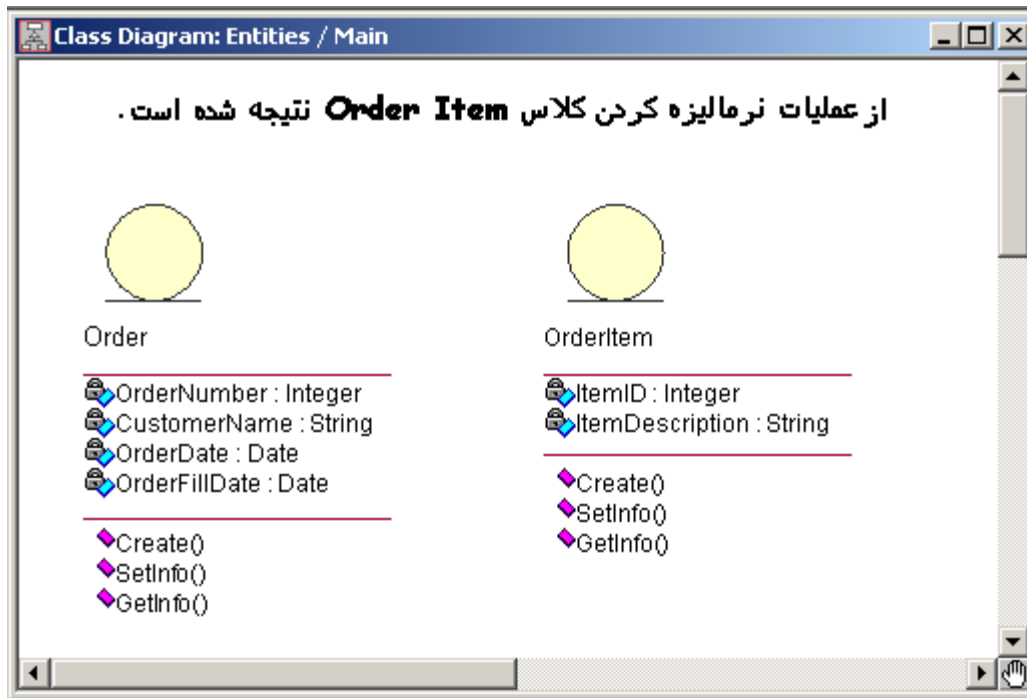 Class Diagram: Entities / Main
از عملیات نرمالیزه کردن کلاس Order Item نتیجه شده است.
Order
OrderNumber : Integer
CustomerName : String
OrderDate : Date
OrderFillDate : Date
Create()
SetInfo()
GetInfo()
OrderItem
ItemID : Integer
ItemDescription : String
Create()
SetInfo()
GetInfo()